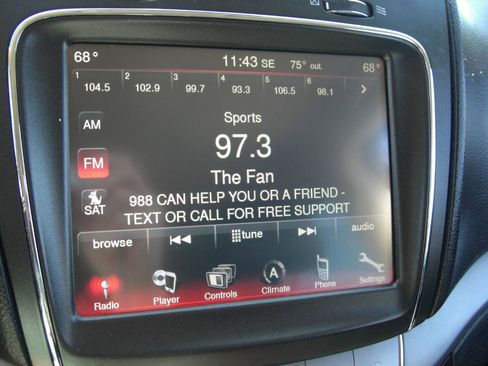 68° 11:43 SE 75° out. 68°
1 2 3 4 5 6
104.5 102.9 99.7 93.3 106.5 98.1
Sports
AM
97.3
FM
The Fan
988 CAN HELP YOU OR A FRIEND -
SAT
TEXT OR CALL FOR FREE SUPPORT
browse tune audio
Radio Player Controls A Climate Phone Settings